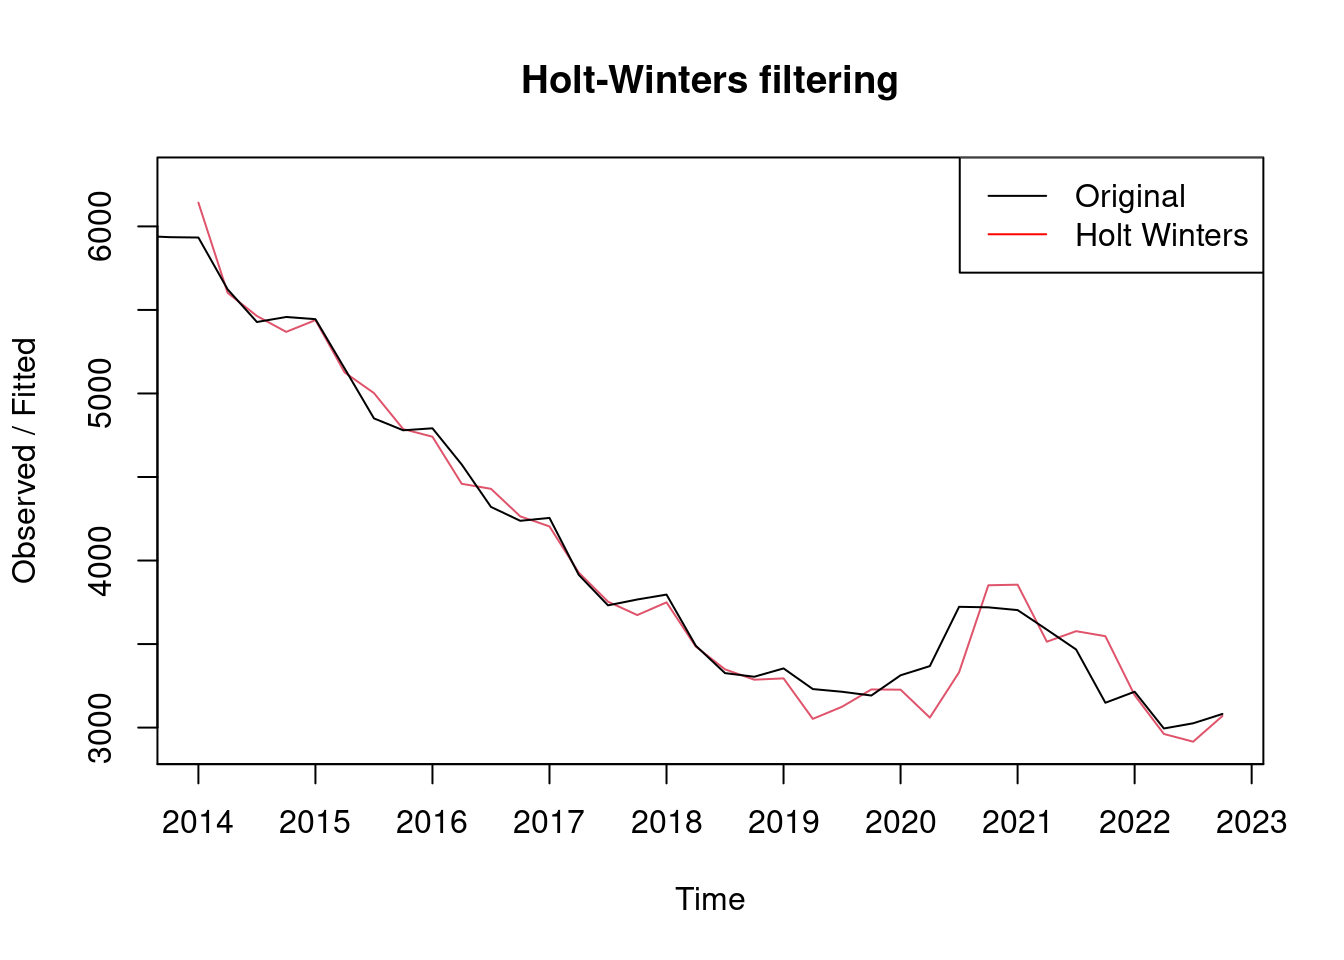 Holt-Winters filtering
Original
Holt Winters
Observed / Fitted
6000
5000
4000
3000
2014 2015 2016 2017 2018 2019 2020 2021 2022 2023
Time